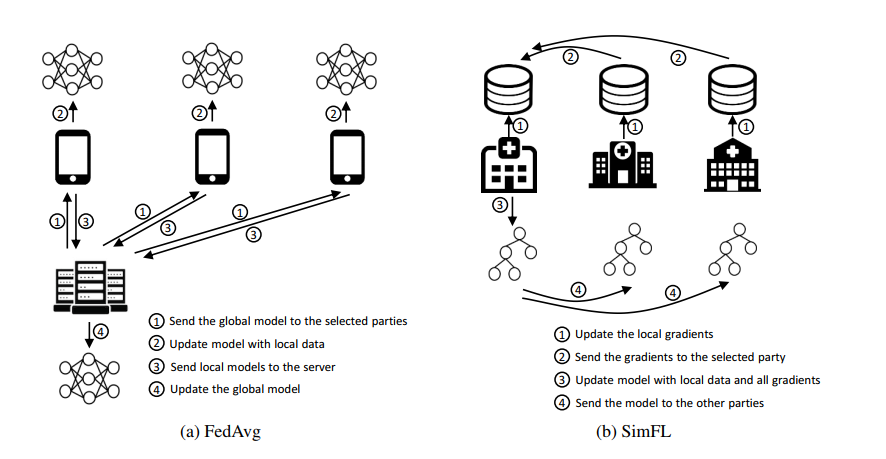 ②
②
②
①
③
①
③
①
③
④
① Send the global model to the selected parties
② Update model with local data
③ Send local models to the server
④ Update the global model
(a) FedAvg
②
②
①
①
①
③
④
④
① Update the local gradients
② Send the gradients to the selected party
③ Update model with local data and all gradients
④ Send the model to the other parties
(b) SimFL